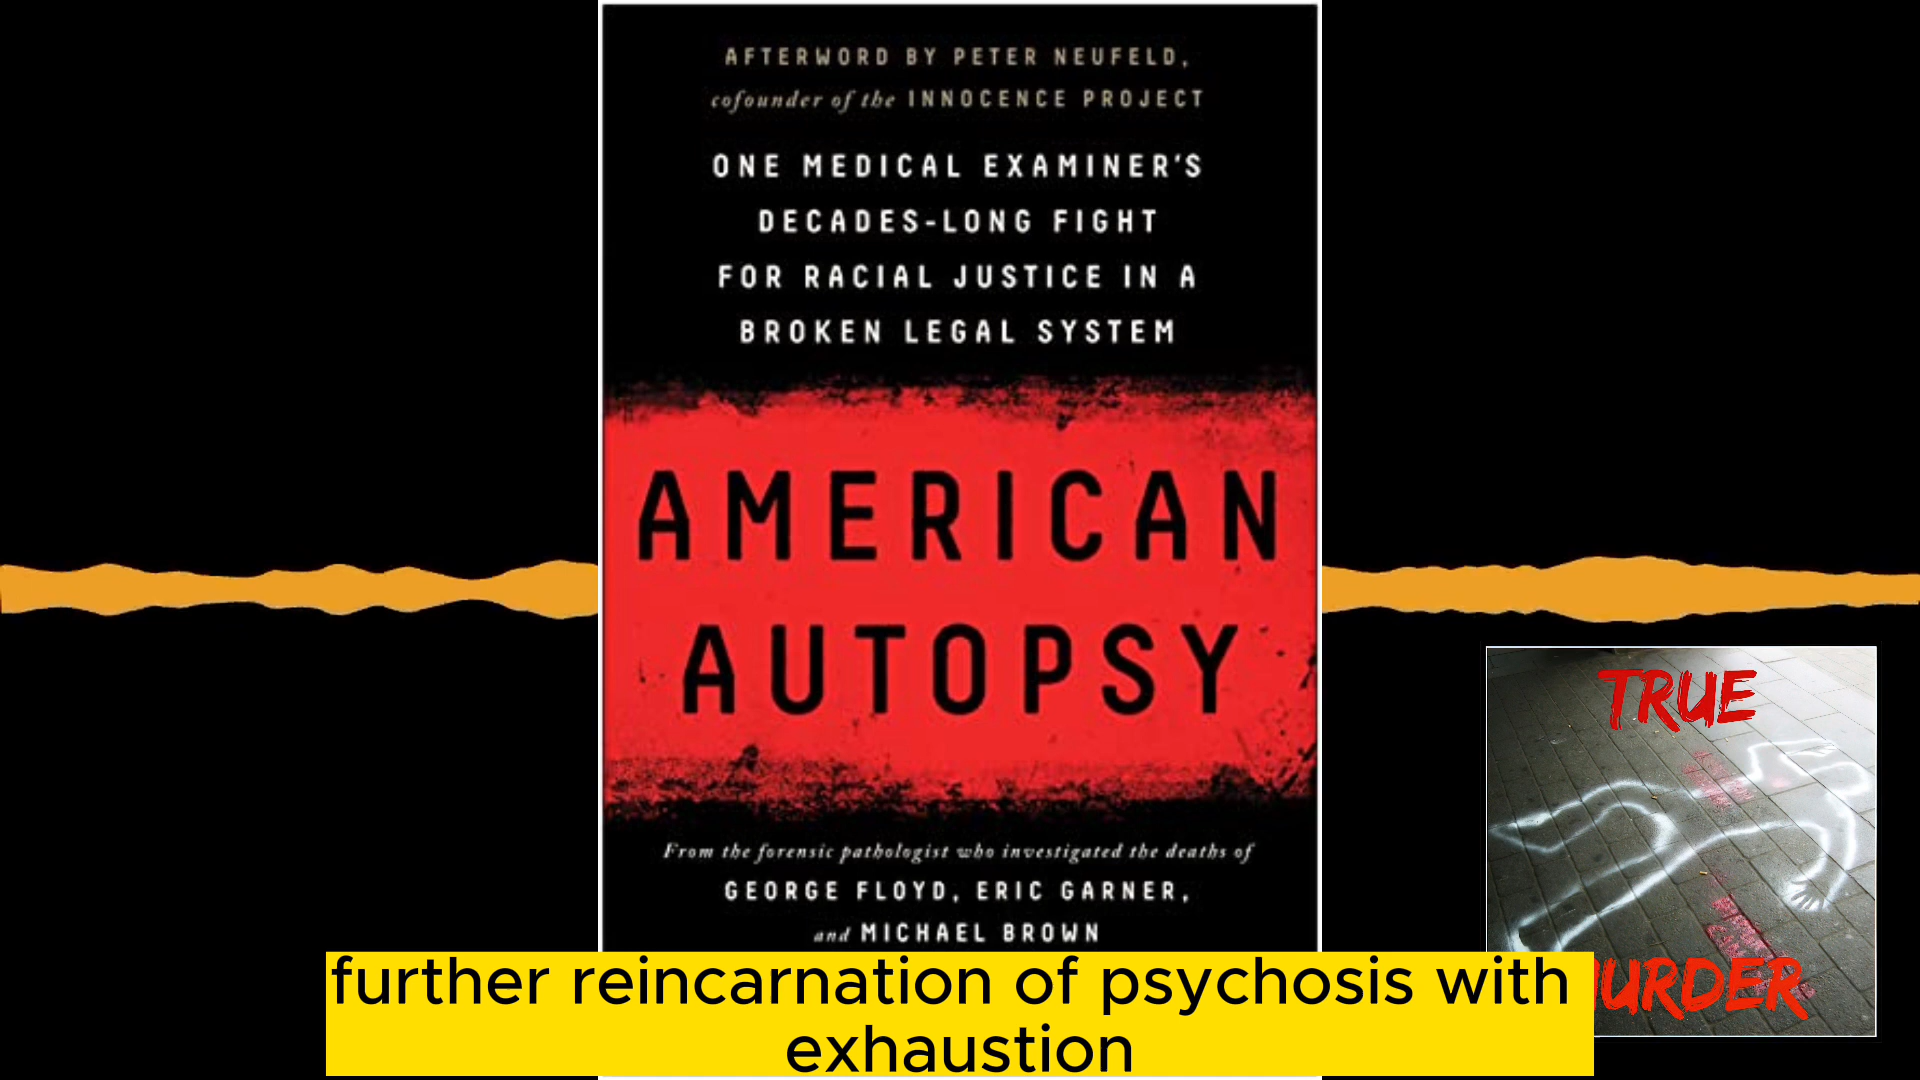 AFTERWORD BY PETER NEUFELD,
cofounder of the INNOCENCE PROJECT
ONE MEDICAL EXAMINER'S
DECADES-LONG FIGHT
FOR RACIAL JUSTICE IN A
BROKEN LEGAL SYSTEM
AMERICAN
AUTOPSY
From the forensic pathologist who investigated the deaths of
GEORGE FLOYD, ERIC GARNER,
and MICHAEL BROWN
TRUE
URDER
further reincarnation of psychosis with
exhaustion